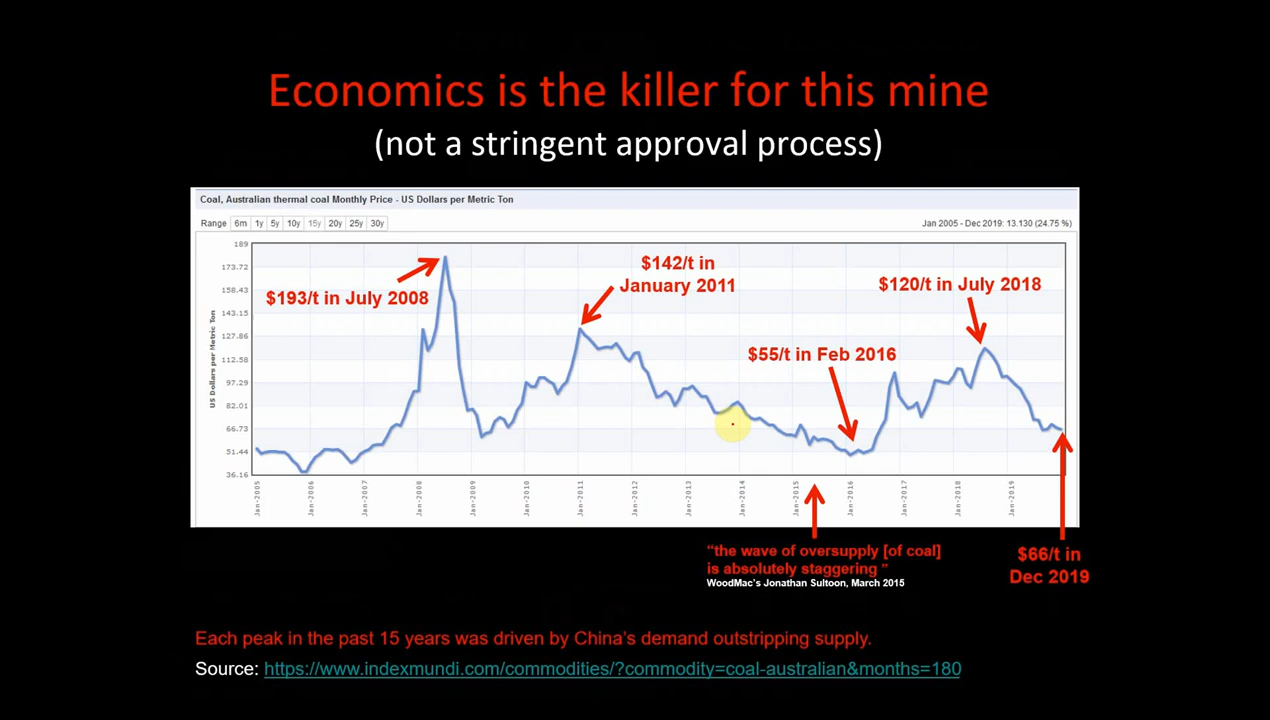 Economics is the killer for this mine
(not a stringent approval process)
Coal, Australian thermal coal Monthly Price - US Dollars per Metric Ton
Range 6m 1y 5y 10y 15y 20y 25y 30y
Jan 2005 - Dec 2019: 13.130 (24.75 %)
US Dollars per Metric Ton
189
173.72
158.43
143.15
127.86
112.58
97.29
82.01
66.73
51.44
36.16
$193/t in July 2008
$142/t in
January 2011
$55/t in Feb 2016
$120/t in July 2018
Jan-2005
Jan-2006
Jan-2007
Jan-2008
Jan-2009
Jan-2010
Jan-2011
Jan-2012
Jan-2013
Jan-2014
Jan-2015
Jan-2016
Jan-2017
Jan-2018
Jan-2019
“the wave of oversupply [of coal]
is absolutely staggering ”
WoodMac’s Jonathan Sultoon, March 2015
$66/t in
Dec 2019
Each peak in the past 15 years was driven by China’s demand outstripping supply.
Source: https://www.indexmundi.com/commodities/?commodity=coal-australian&months=180